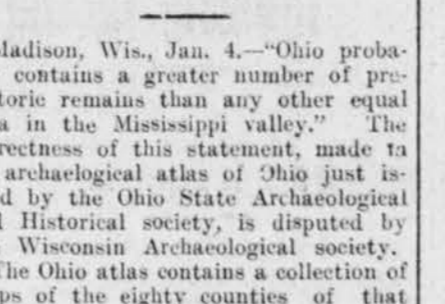 Madison, Wis., Jan. 4.—"Ohio proba-
contains a greater number of pre-
toric remains than any other equal
a in the Mississippi valley." The
rectness of this statement, made in
archaelogical atlas of Ohio just is-
d by the Ohio State Archaeological
l Historical society, is disputed by
Wisconsin Archaeological society.
The Ohio atlas contains a collection of
ps of the eighty counties of that